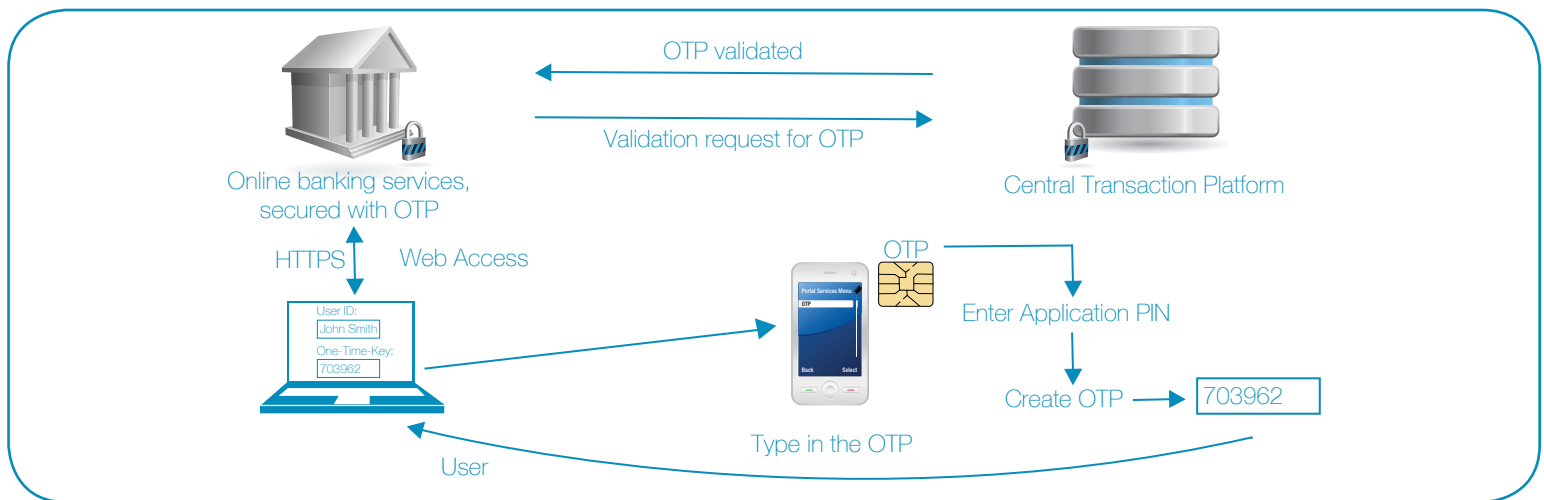 OTP validated
Validation request for OTP
Online banking services,
secured with OTP
Central Transaction Platform
HTTPS
Web Access
OTP
Portal Services Menu
OTP
Back
Select
Enter Application PIN
User ID:
John Smith
One-Time-Key:
703962
Create OTP
703962
Type in the OTP
User